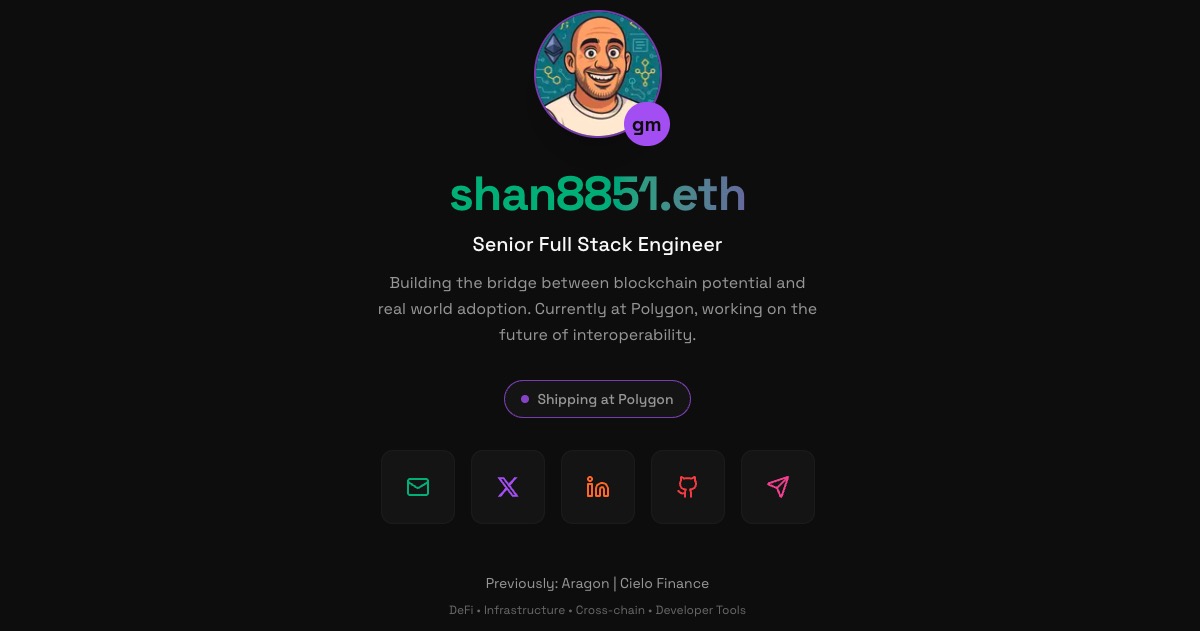 gm
shan8851.eth
Senior Full Stack Engineer
Building the bridge between blockchain potential and
real world adoption. Currently at Polygon, working on the
future of interoperability.
Shipping at Polygon
Previously: Aragon | Cielo Finance
DeFi • Infrastructure • Cross-chain • Developer Tools